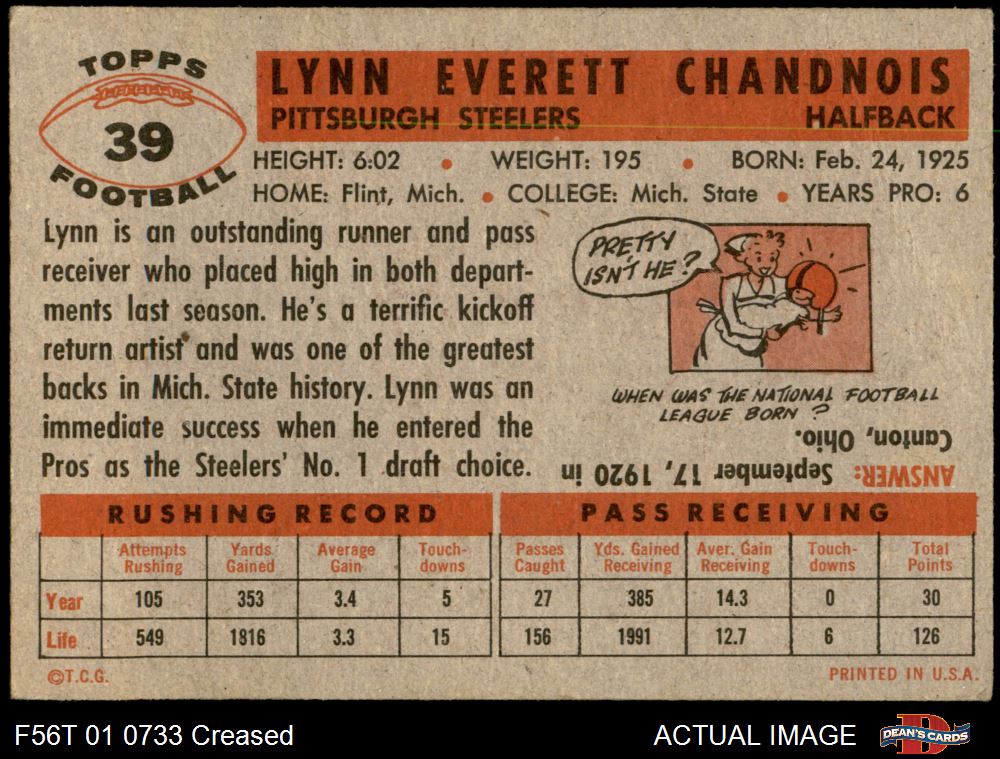 TOPPS
39
FOOTBALL
LYNN EVERETT CHANDNOIS
PITTSBURGH STEELERS HALFBACK
HEIGHT: 6:02 • WEIGHT: 195 • BORN: Feb. 24, 1925
HOME: Flint, Mich. • COLLEGE: Mich. State • YEARS PRO: 6
Lynn is an outstanding runner and pass
receiver who placed high in both depart-
ments last season. He's a terrific kickoff
return artist and was one of the greatest
backs in Mich. State history. Lynn was an
immediate success when he entered the
Pros as the Steelers' No. 1 draft choice.
PRETTY
ISN'T HE?
WHEN WAS THE NATIONAL FOOTBALL
LEAGUE BORN?
ANSWER: September 17, 1920 in
Canton, Ohio.
RUSHING RECORD PASS RECEIVING
Attempts Rushing Yards Gained Average Gain Touch-downs Passes Caught Yds. Gained Receiving Aver. Gain Receiving Touch-downs Total Points
Year 105 353 3.4 5 27 385 14.3 0 30
Life 549 1816 3.3 15 156 1991 12.7 6 126
©T.C.G. PRINTED IN U.S.A.
F56T 01 0733 Creased ACTUAL IMAGE D DEAN'S CARDS